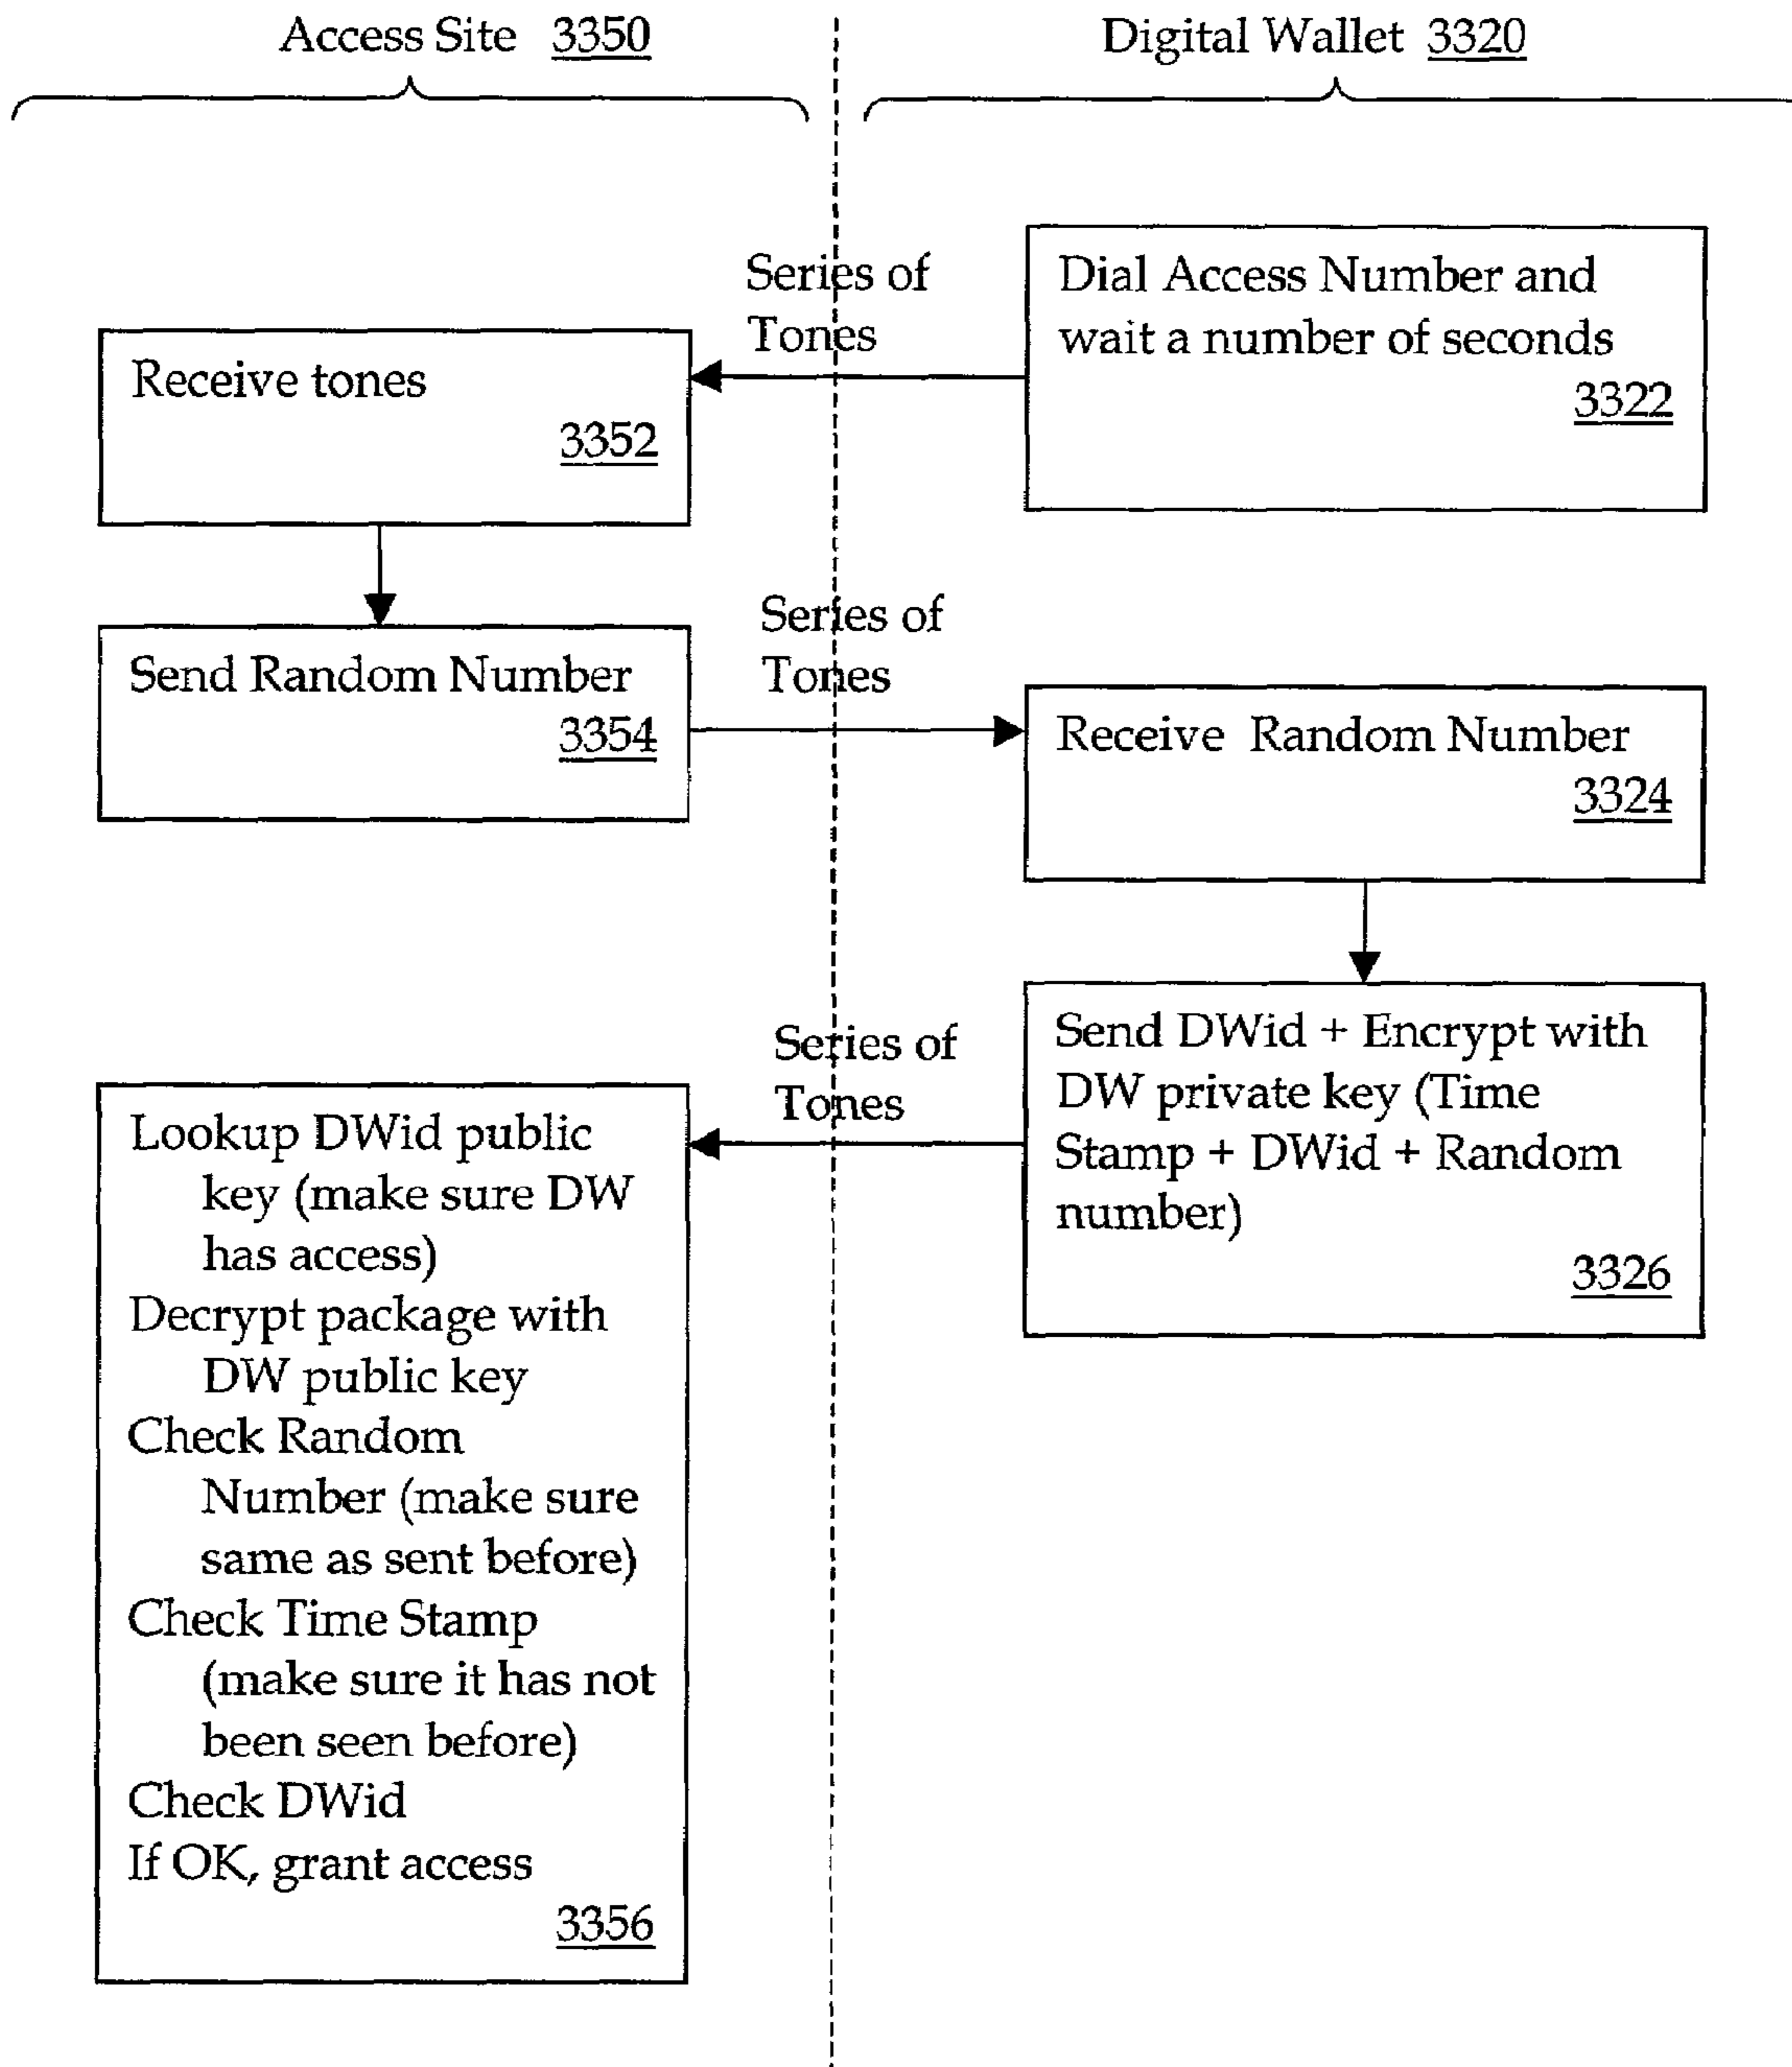 Access Site 3350
Digital Wallet 3320
Series of
Tones
Dial Access Number and
wait a number of seconds
3322
Receive tones
3352
Send Random Number
3354
Series of
Tones
Receive Random Number
3324
Send DWid + Encrypt with
DW private key (Time
Stamp + DWid + Random
number)
3326
Series of
Tones
Lookup DWid public
key (make sure DW
has access)
Decrypt package with
DW public key
Check Random
Number (make sure
same as sent before)
Check Time Stamp
(make sure it has not
been seen before)
Check DWid
If OK, grant access
3356